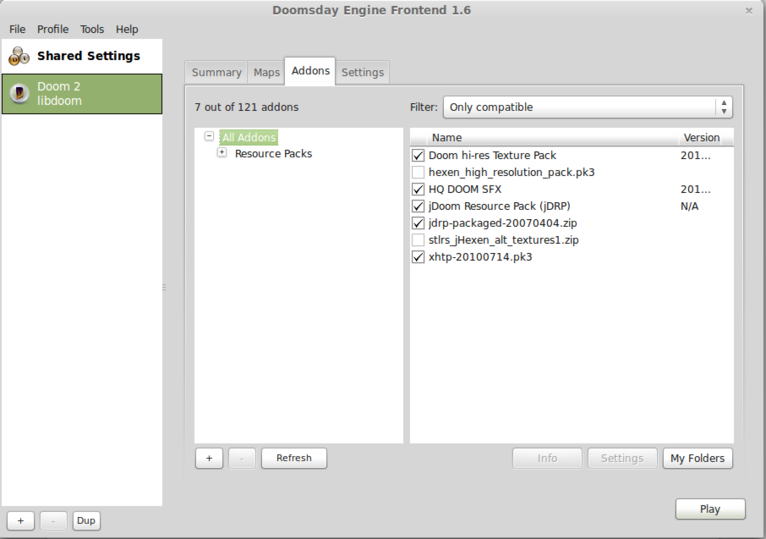 Doomsday Engine Frontend 1.6
File Profile Tools Help
Shared Settings
Doom 2
libdoom
Summary Maps Addons Settings
7 out of 121 addons
Filter: Only compatible
All Addons
Resource Packs
Name Version
Doom hi-res Texture Pack 201...
hexen_high_resolution_pack.pk3
HQ DOOM SFX 201...
jDoom Resource Pack (jDRP) N/A
jdrp-packaged-20070404.zip
stlrs_jHexen_alt_textures1.zip
xhtp-20100714.pk3
+ - Refresh Info Settings My Folders
Play
+ - Dup